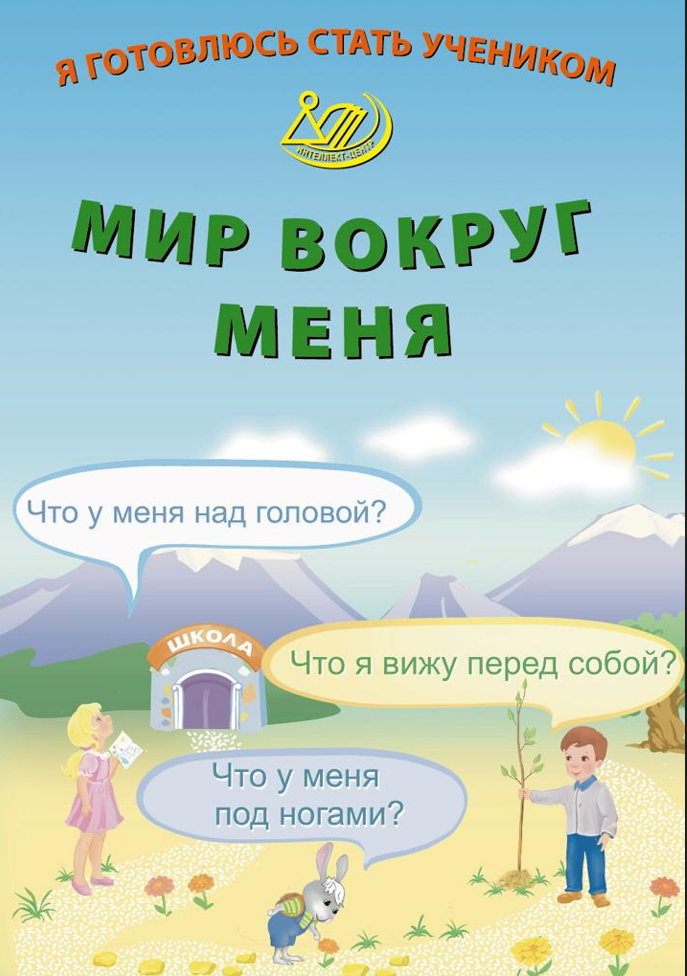 Я ГОТОВЛЮСЬ СТАТЬ УЧЕНИКОМ
ИНТЕЛЛЕКТ-ЦЕНТР
МИР ВОКРУГ
МЕНЯ
Что у меня над головой?
ШКОЛА
Что я вижу перед собой?
Что у меня
под ногами?